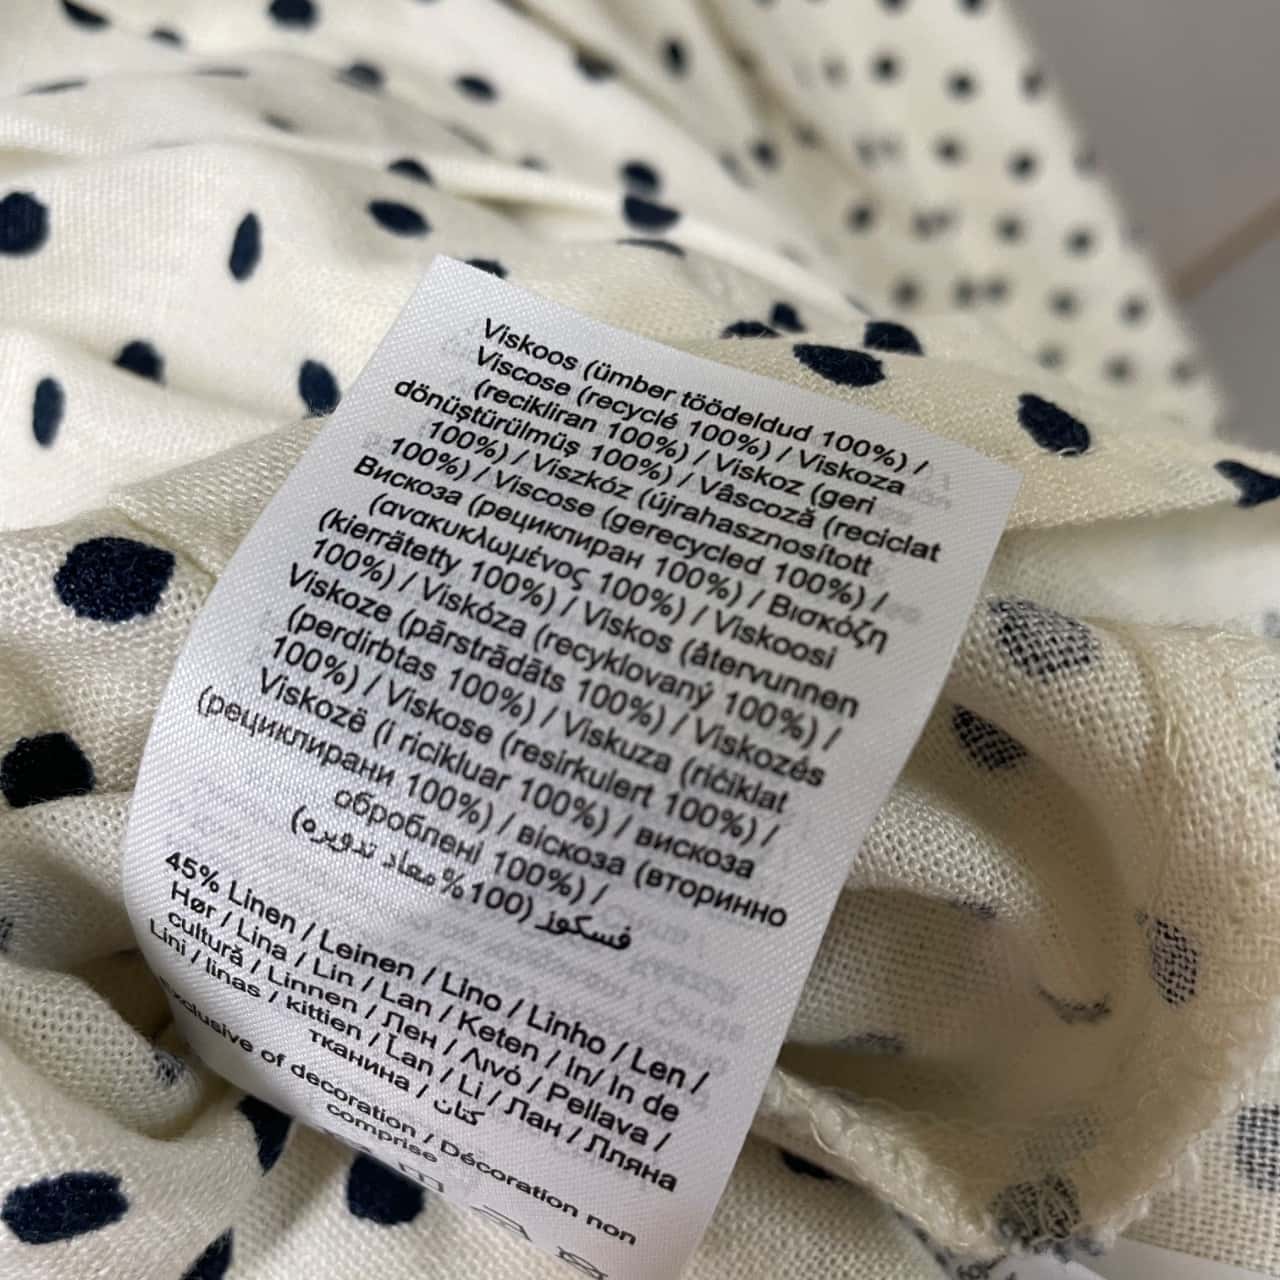 Viskoos (ümber töödeldud 100%) /
Viscose (recyclé 100%) / Viskoza
(recikliran 100%) / Viskoz (geri
dönüştürülmüş 100%) / Vâscoză (reciclat
100%) / Viszkóz (újrahasznosított
100%) / Viscose (gerecycled 100%) /
Вискоза (рециклиран 100%) / Βισκόζη
(ανακυκλωμένος 100%) / Viskoosi
(kierrätetty 100%) / Viskos (återvunnen
100%) / Viskóza (recyklovaný 100%) /
Viskoze (pārstrādāts 100%) / Viskozės
(perdirbtas 100%) / Viskuza (riċiklat
100%) / Viskose (resirkulert 100%) /
Viskozë (i ricikluar 100%) / вискоза
(рециклирани 100%) / віскоза (вторинно
оброблені 100%) /
فسكوز (100% معاد تدويره)
45% Linen / Leinen / Lino / Linho / Len /
Hør / Lina / Lin / Lan / Keten / In/ In de
cultură / Linnen / Лен / Λινό / Pellava /
Lini / linas / kittien / Lan / Li / Лан / Лляна
тканина / كتان
exclusive of decoration / Décoration non
comprise